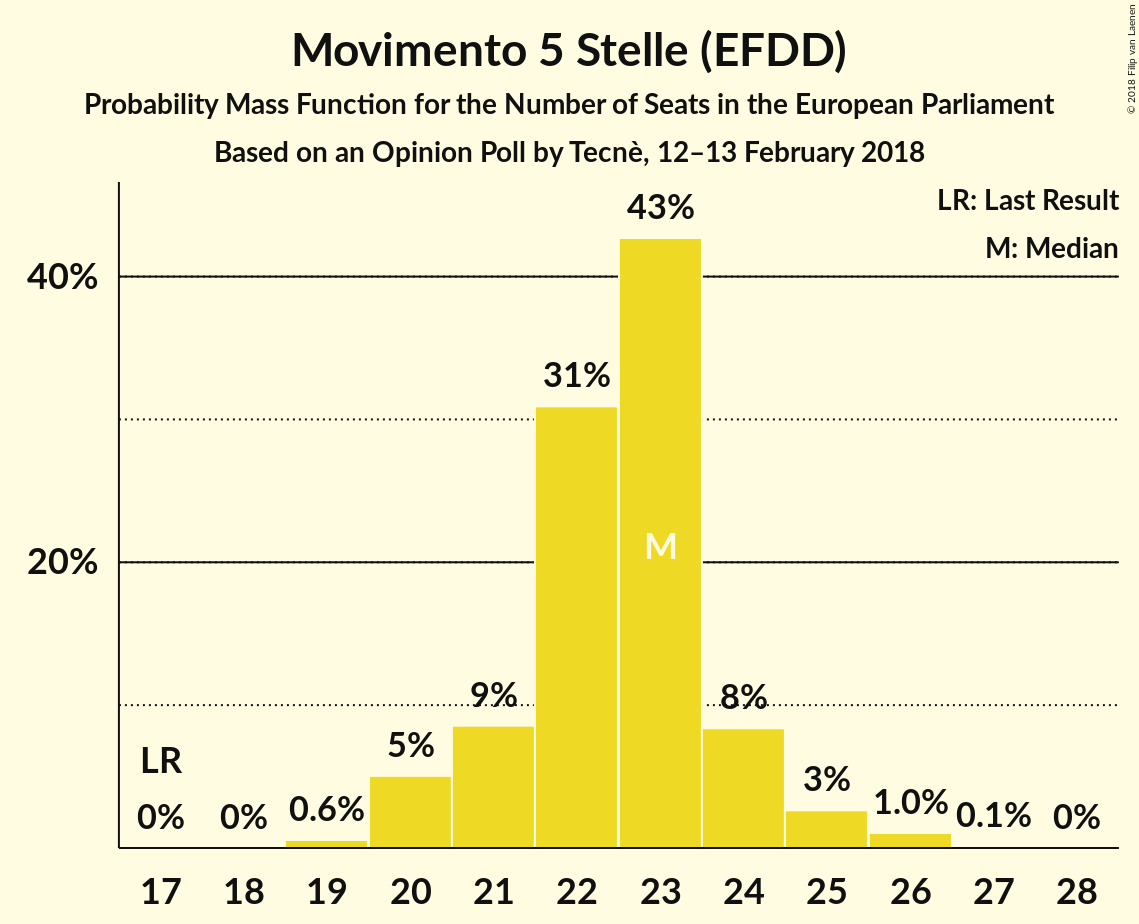 Movimento 5 Stelle (EFDD)
Probability Mass Function for the Number of Seats in the European Parliament
Based on an Opinion Poll by Tecnè, 12–13 February 2018
© 2018 Filip van Laenen
LR: Last Result
M: Median
43%
40%
31%
M
20%
9%
8%
5%
LR
3%
0%
0%
0.6%
1.0%
0.1%
0%
17 18 19 20 21 22 23 24 25 26 27 28